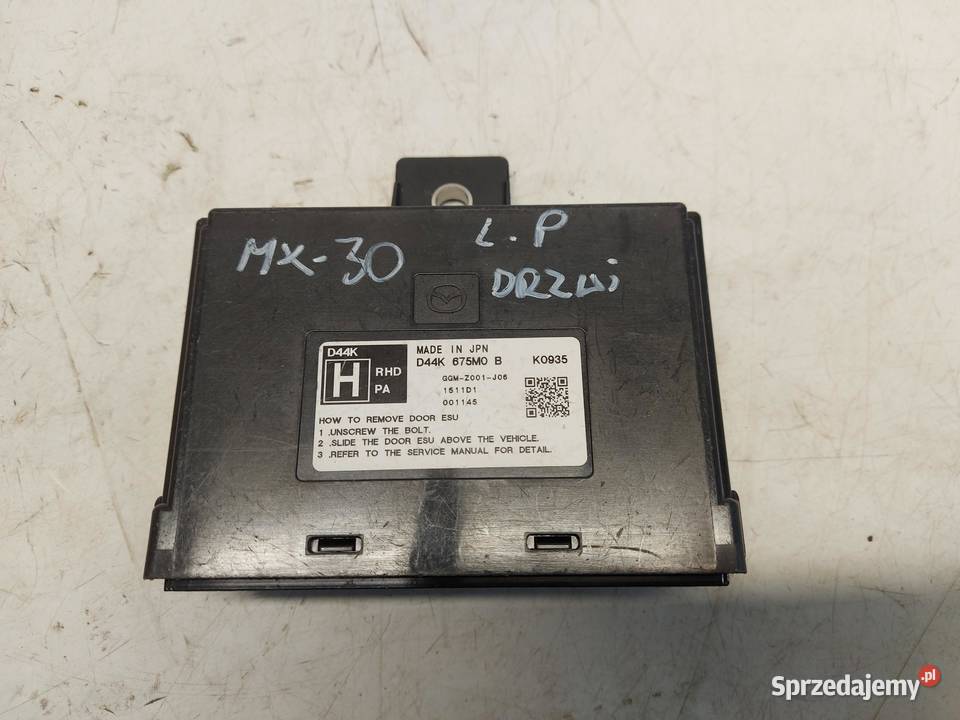 MX-30
L.P
DRZWI
D44K
H RHD
PA
MADE IN JPN
D44K 675M0 B K0935
GGM-Z001-J06
1511D1
001145
HOW TO REMOVE DOOR ESU
1 .UNSCREW THE BOLT.
2 .SLIDE THE DOOR ESU ABOVE THE VEHICLE.
3 .REFER TO THE SERVICE MANUAL FOR DETAIL.
Sprzedajemy.pl